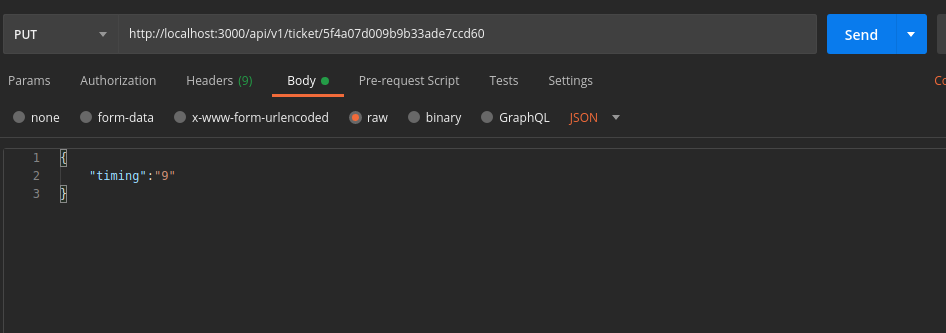 PUT http://localhost:3000/api/v1/ticket/5f4a07d009b9b33ade7ccd60 Send
Params Authorization Headers (9) Body Pre-request Script Tests Settings
none form-data x-www-form-urlencoded raw binary GraphQL JSON
1 {
2 "timing":"9"
3 }